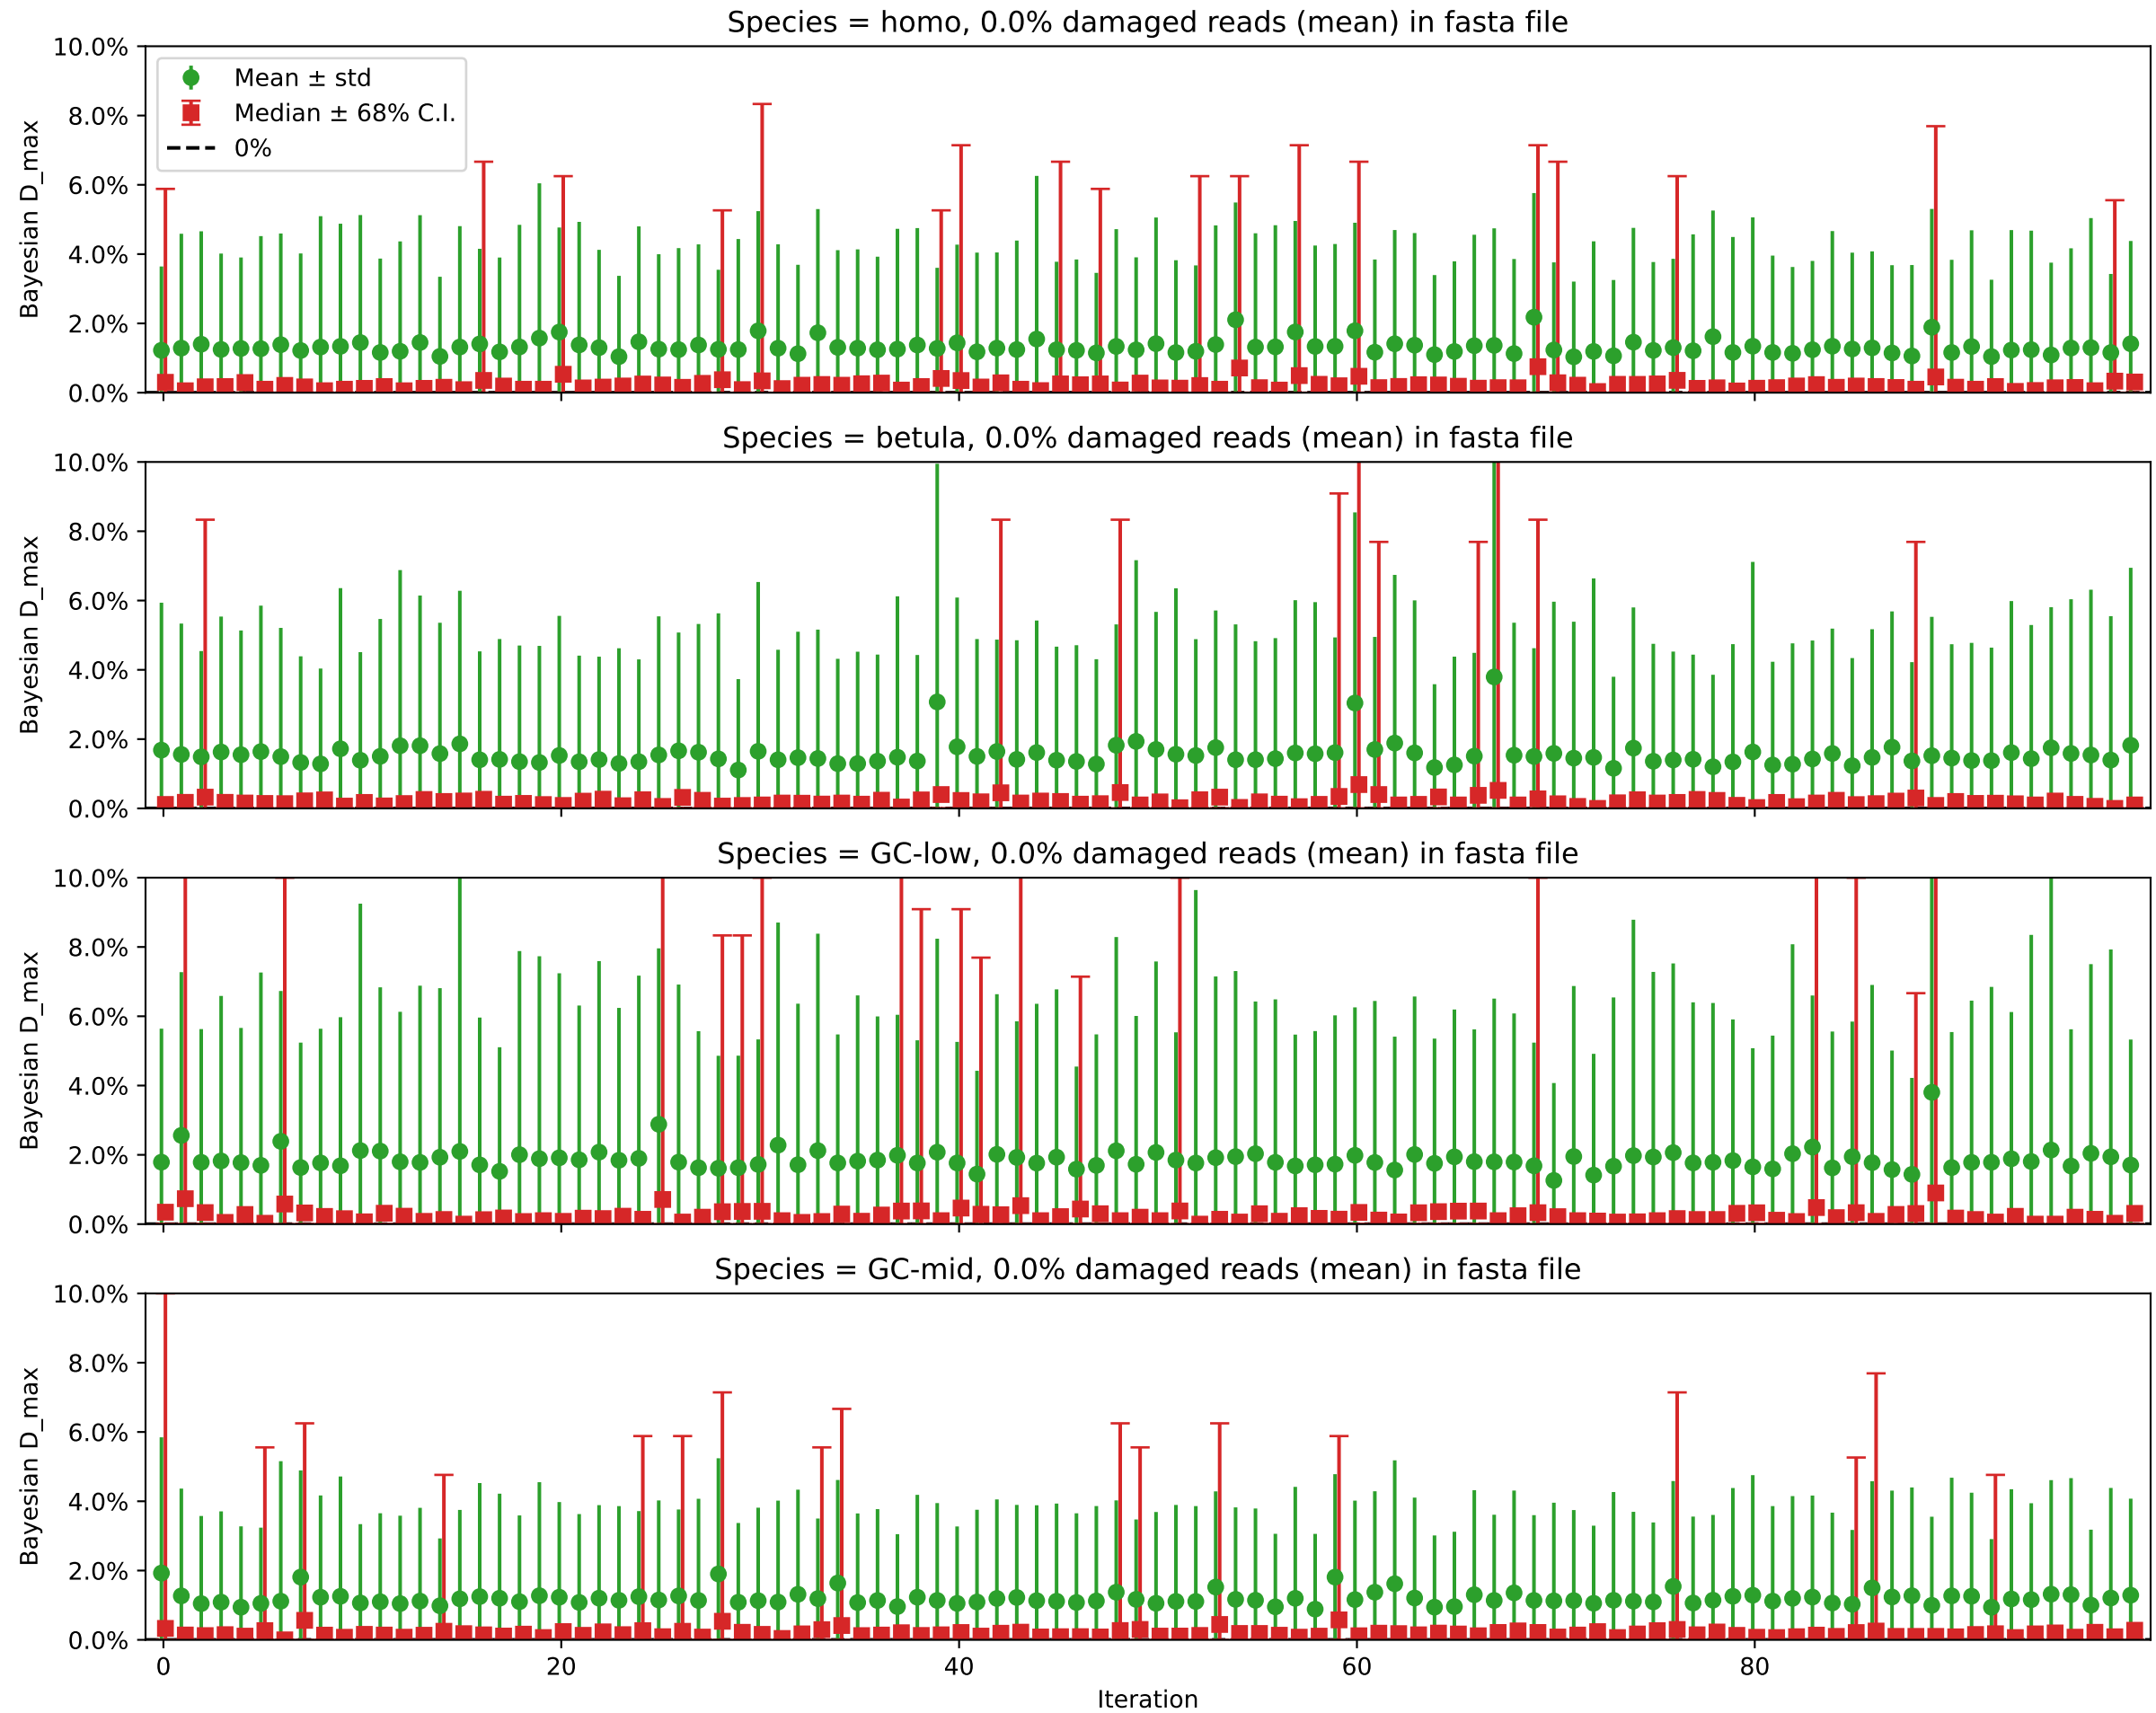 Species = homo, 0.0% damaged reads (mean) in fasta file
10.0%
8.0%
6.0%
4.0%
2.0%
0.0%
Bayesian D_max
Mean ± std
Median ± 68% C.I.
0%
Species = betula, 0.0% damaged reads (mean) in fasta file
10.0%
8.0%
6.0%
4.0%
2.0%
0.0%
Bayesian D_max
Species = GC-low, 0.0% damaged reads (mean) in fasta file
10.0%
8.0%
6.0%
4.0%
2.0%
0.0%
Bayesian D_max
Species = GC-mid, 0.0% damaged reads (mean) in fasta file
10.0%
8.0%
6.0%
4.0%
2.0%
0.0%
Bayesian D_max
0 20 40 60 80
Iteration